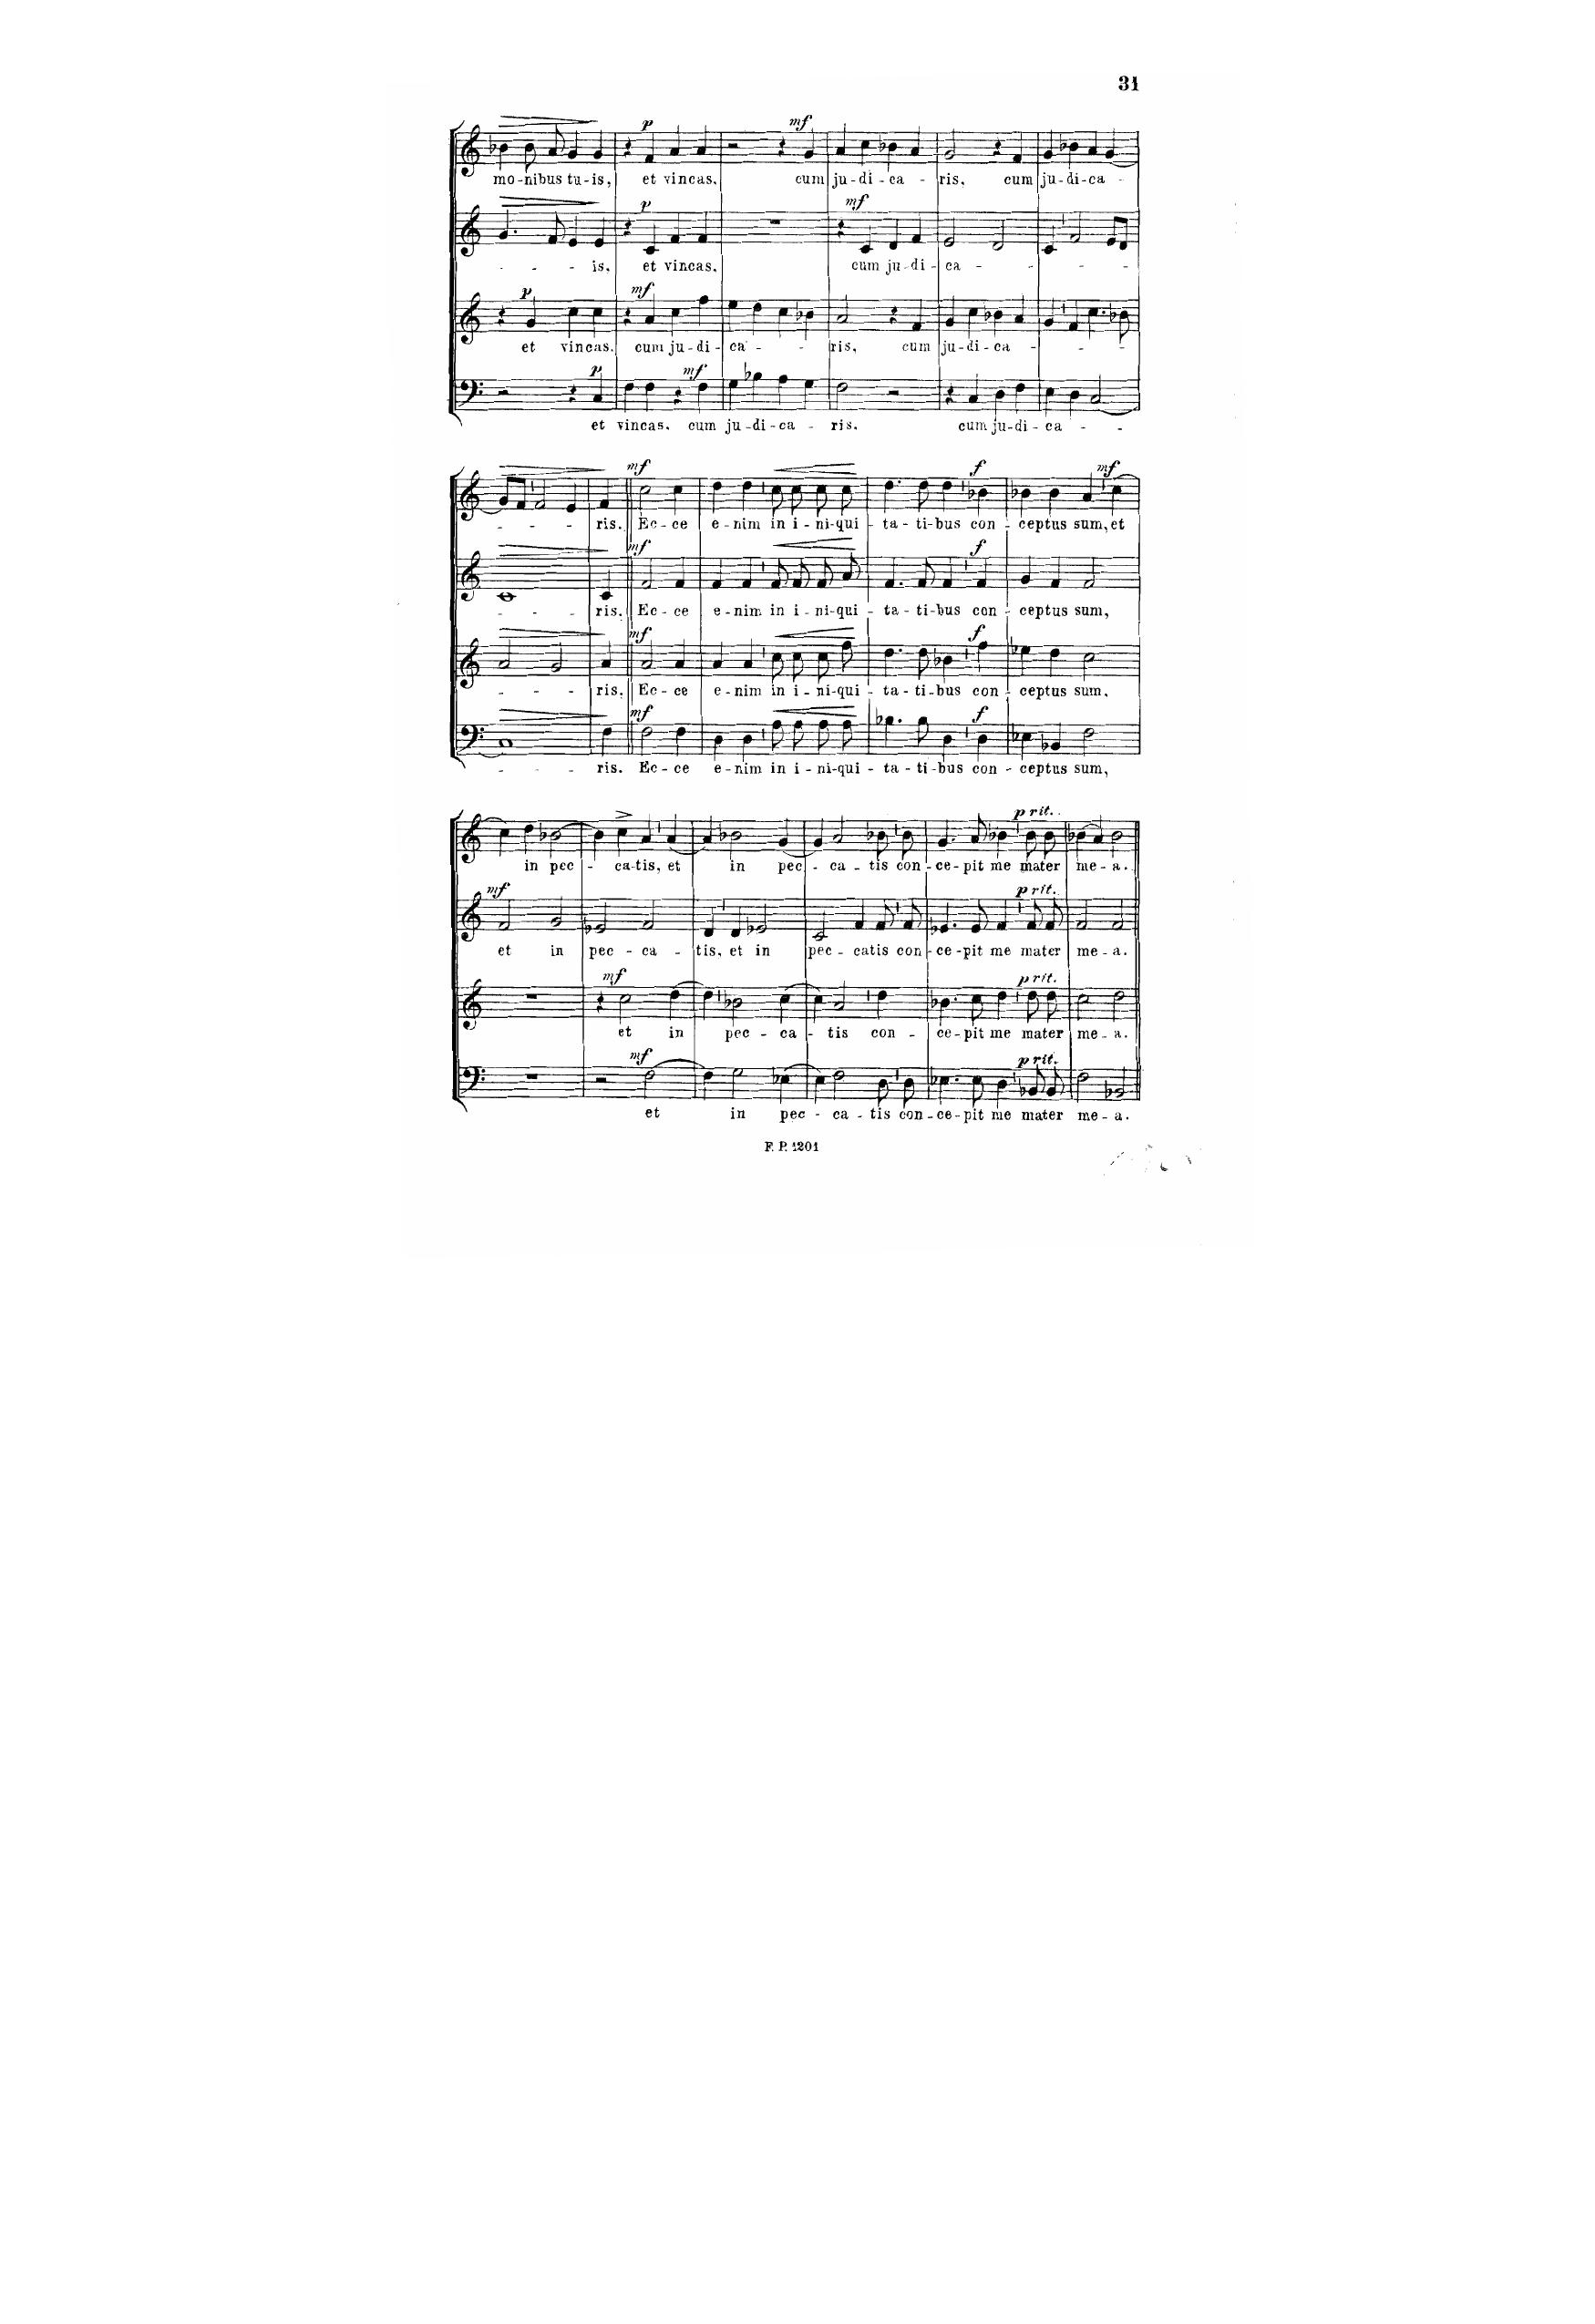 31
p mf
mo-nibus tu-is, et vincas. cum ju-di-ca-ris, cum ju-di-ca-
p mf
- - - is, et vincas. cum ju-di-ca- - - - -
p mf
et vincas. cum ju-di-ca- - -ris, cum ju-di-ca- - - -
p mf
et vincas. cum ju-di-ca-ris. cum ju-di-ca- - -
mf f mf
- - - ris. Ec-ce e-nim in i-ni-qui-ta-ti-bus con-ceptus sum, et
mf f
- - - ris. Ec-ce e-nim in i-ni-qui-ta-ti-bus con-ceptus sum,
mf f
- - - ris. Ec-ce e-nim in i-ni-qui-ta-ti-bus con-ceptus sum.
mf f
- - - ris. Ec-ce e-nim in i-ni-qui-ta-ti-bus con-ceptus sum,
p rit.
in pec-ca-tis, et in pec-ca-tis con-ce-pit me mater me-a.
mf p rit.
et in pec-ca-tis, et in pec-catis con-ce-pit me mater me-a.
mf p rit.
et in pec-ca-tis con-ce-pit me mater me-a.
mf p rit.
et in pec-ca-tis con-ce-pit me mater me-a.
F. P. 1201